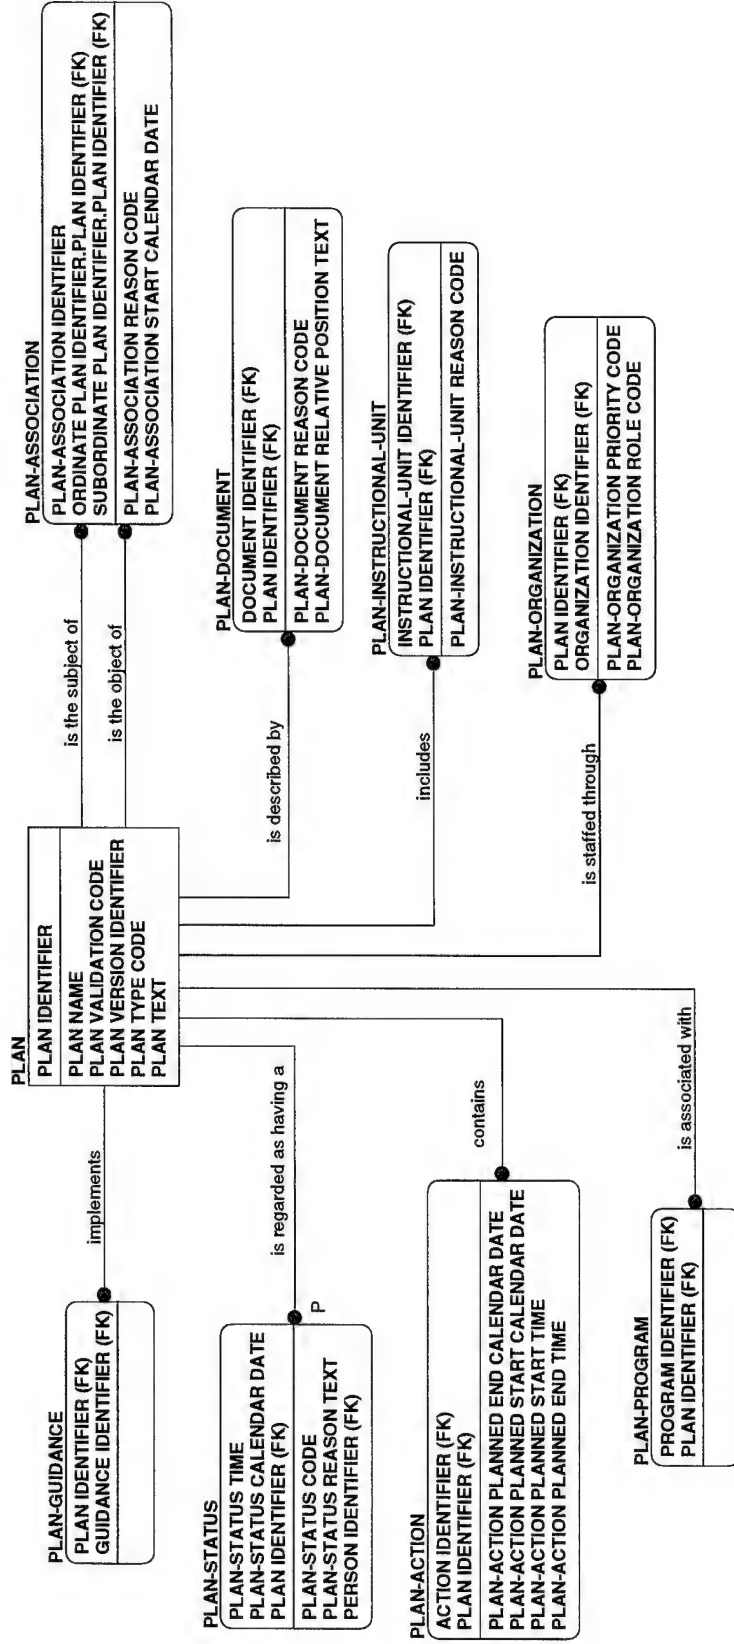 PLAN-GUIDANCE
PLAN IDENTIFIER (FK)
GUIDANCE IDENTIFIER (FK)
implements
PLAN
PLAN IDENTIFIER
PLAN NAME
PLAN VALIDATION CODE
PLAN VERSION IDENTIFIER
PLAN TYPE CODE
PLAN TEXT
is the subject of
is the object of
PLAN-ASSOCIATION
PLAN-ASSOCIATION IDENTIFIER
ORDINATE PLAN IDENTIFIER.PLAN IDENTIFIER (FK)
SUBORDINATE PLAN IDENTIFIER.PLAN IDENTIFIER (FK)
PLAN-ASSOCIATION REASON CODE
PLAN-ASSOCIATION START CALENDAR DATE
PLAN-STATUS
PLAN-STATUS TIME
PLAN-STATUS CALENDAR DATE
PLAN IDENTIFIER (FK)
PLAN-STATUS CODE
PLAN-STATUS REASON TEXT
PERSON IDENTIFIER (FK)
P
is regarded as having a
is described by
PLAN-DOCUMENT
DOCUMENT IDENTIFIER (FK)
PLAN IDENTIFIER (FK)
PLAN-DOCUMENT REASON CODE
PLAN-DOCUMENT RELATIVE POSITION TEXT
includes
PLAN-INSTRUCTIONAL-UNIT
INSTRUCTIONAL-UNIT IDENTIFIER (FK)
PLAN IDENTIFIER (FK)
PLAN-INSTRUCTIONAL-UNIT REASON CODE
PLAN-ACTION
ACTION IDENTIFIER (FK)
PLAN IDENTIFIER (FK)
PLAN-ACTION PLANNED END CALENDAR DATE
PLAN-ACTION PLANNED START CALENDAR DATE
PLAN-ACTION PLANNED START TIME
PLAN-ACTION PLANNED END TIME
contains
is staffed through
PLAN-ORGANIZATION
PLAN IDENTIFIER (FK)
ORGANIZATION IDENTIFIER (FK)
PLAN-ORGANIZATION PRIORITY CODE
PLAN-ORGANIZATION ROLE CODE
PLAN-PROGRAM
PROGRAM IDENTIFIER (FK)
PLAN IDENTIFIER (FK)
is associated with